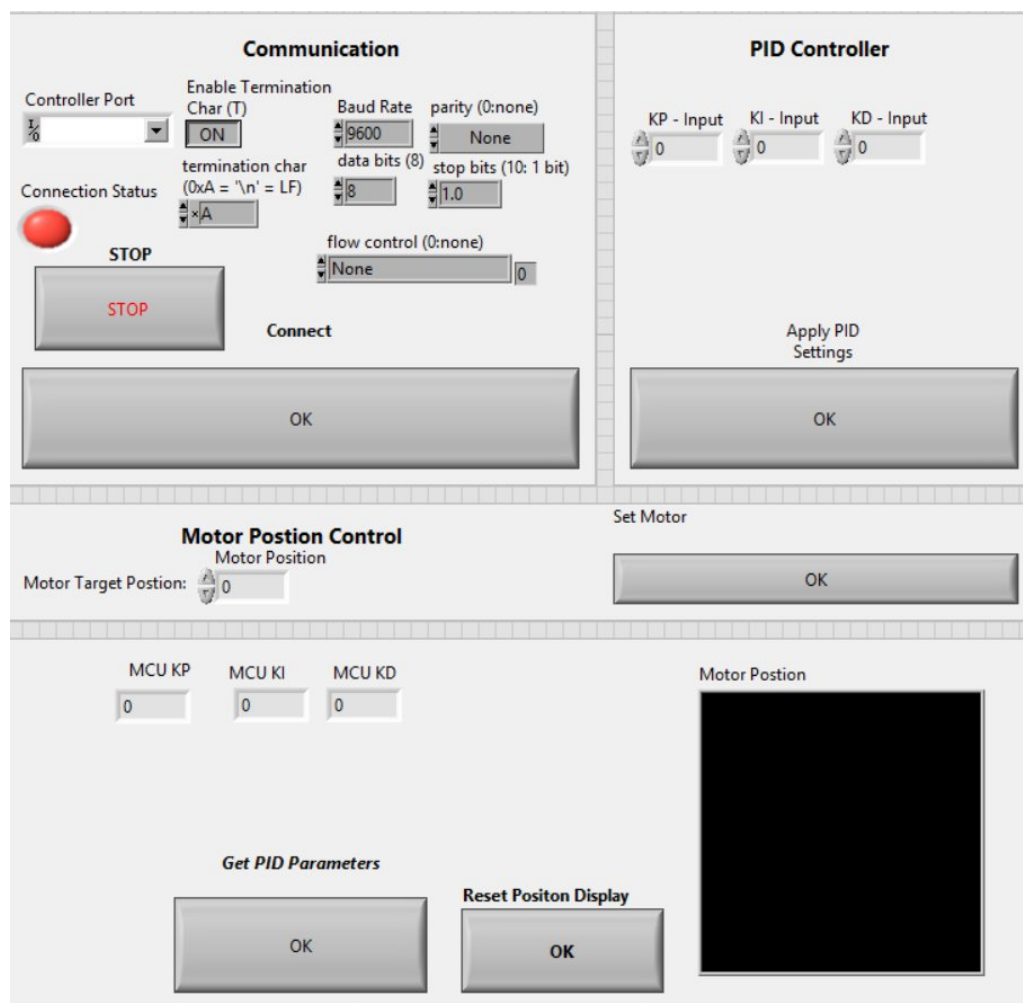 Communication
Controller Port
Enable Termination
Char (T)
ON
Baud Rate
9600
parity (0:none)
None
termination char
(0xA = '\n' = LF)
×A
data bits (8)
8
stop bits (10: 1 bit)
1.0
Connection Status
flow control (0:none)
None
0
STOP
STOP
Connect
OK
PID Controller
KP - Input
KI - Input
KD - Input
0
0
0
Apply PID
Settings
OK
Motor Postion Control
Motor Position
Motor Target Postion:
0
Set Motor
OK
MCU KP
MCU KI
MCU KD
0
0
0
Get PID Parameters
OK
Reset Positon Display
OK
Motor Postion